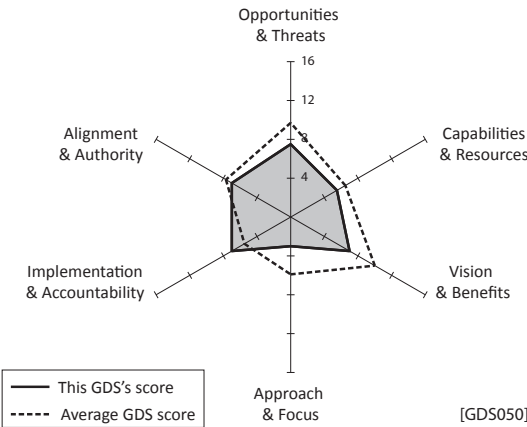 Opportunities
& Threats
16
12
8
4
Alignment
& Authority
Capabilities
& Resources
Implementation
& Accountability
Vision
& Benefits
Approach
& Focus
This GDS's score
Average GDS score
[GDS050]